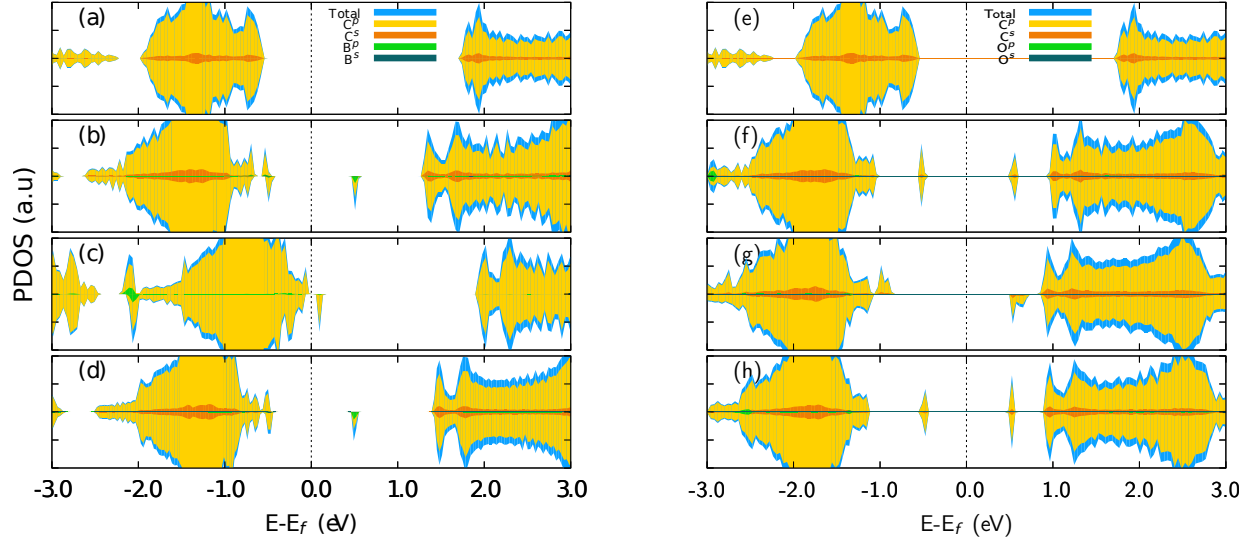 (a)
Total
C^p
C^s
B^p
B^s
(b)
(c)
(d)
PDOS (a.u)
-3.0 -2.0 -1.0 0.0 1.0 2.0 3.0
E-E_f (eV)
(e)
Total
C^p
C^s
O^p
O^s
(f)
(g)
(h)
-3.0 -2.0 -1.0 0.0 1.0 2.0 3.0
E-E_f (eV)